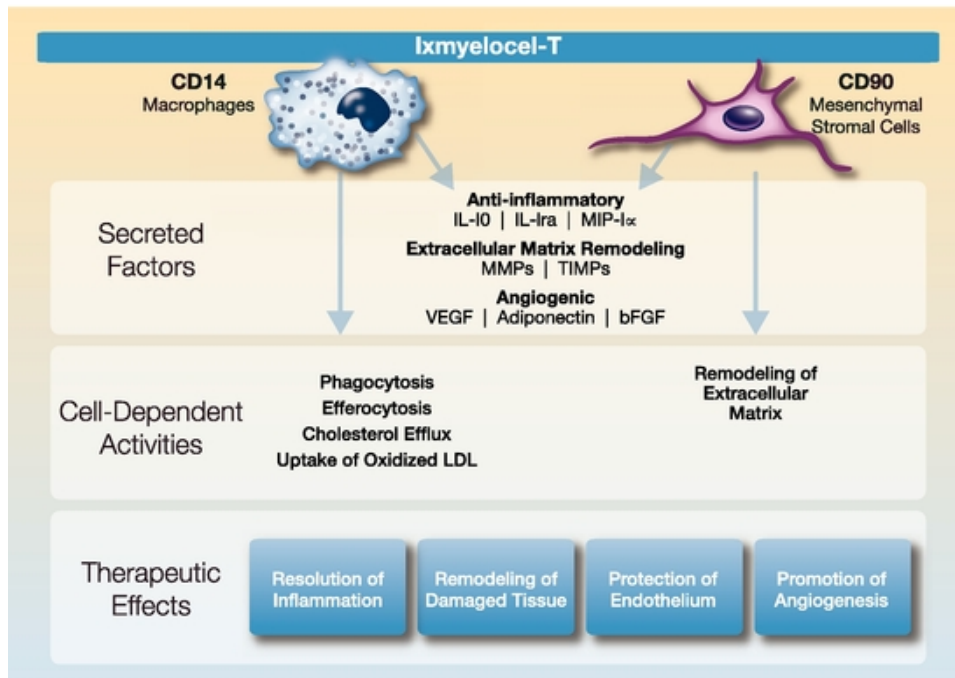 Ixmyelocel-T
CD14
Macrophages
CD90
Mesenchymal
Stromal Cells
Secreted
Factors
Anti-inflammatory
IL-I0 | IL-Ira | MIP-I∝
Extracellular Matrix Remodeling
MMPs | TIMPs
Angiogenic
VEGF | Adiponectin | bFGF
Cell-Dependent
Activities
Phagocytosis
Efferocytosis
Cholesterol Efflux
Uptake of Oxidized LDL
Remodeling of
Extracellular
Matrix
Therapeutic
Effects
Resolution of
Inflammation
Remodeling of
Damaged Tissue
Protection of
Endothelium
Promotion of
Angiogenesis